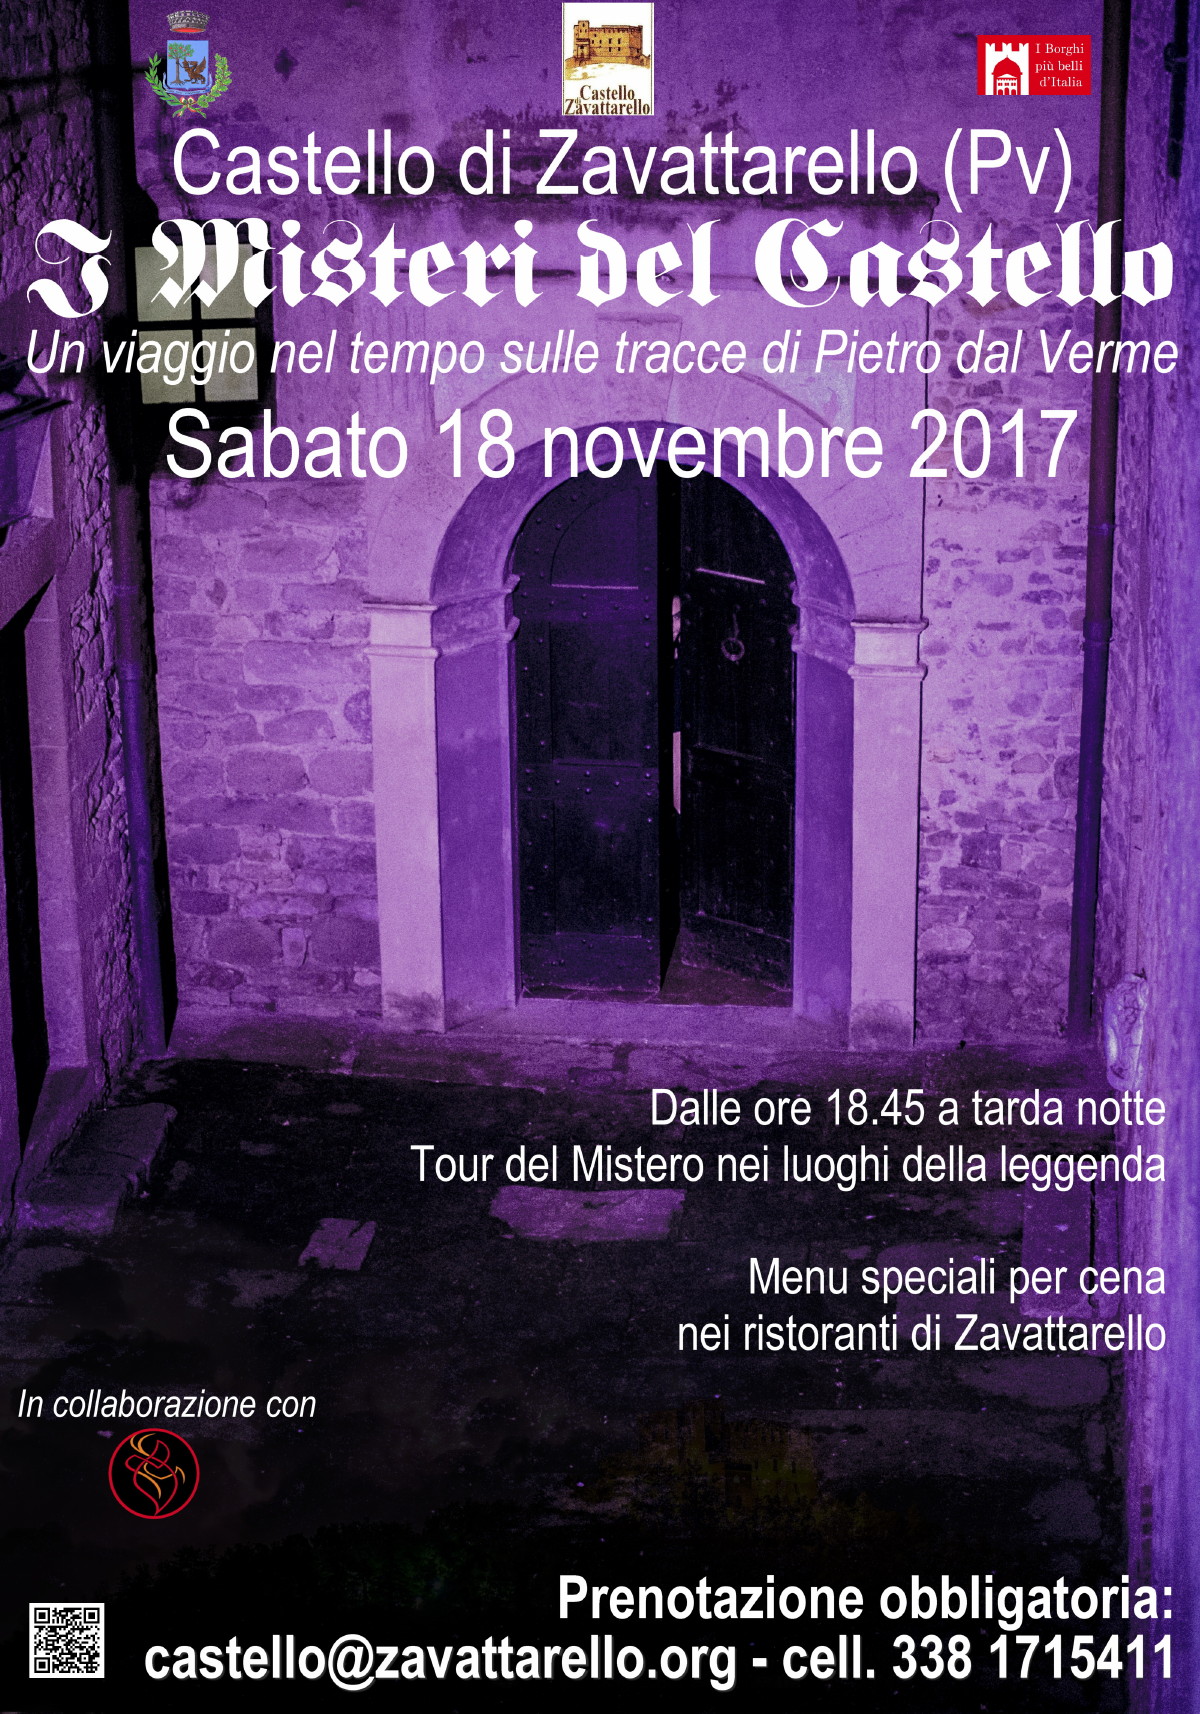 Castello
di
Zavattarello
I Borghi
più belli
d'Italia
Castello di Zavattarello (Pv)
I Misteri del Castello
Un viaggio nel tempo sulle tracce di Pietro dal Verme
Sabato 18 novembre 2017
Dalle ore 18.45 a tarda notte
Tour del Mistero nei luoghi della leggenda
Menu speciali per cena
nei ristoranti di Zavattarello
In collaborazione con
Prenotazione obbligatoria:
castello@zavattarello.org - cell. 338 1715411